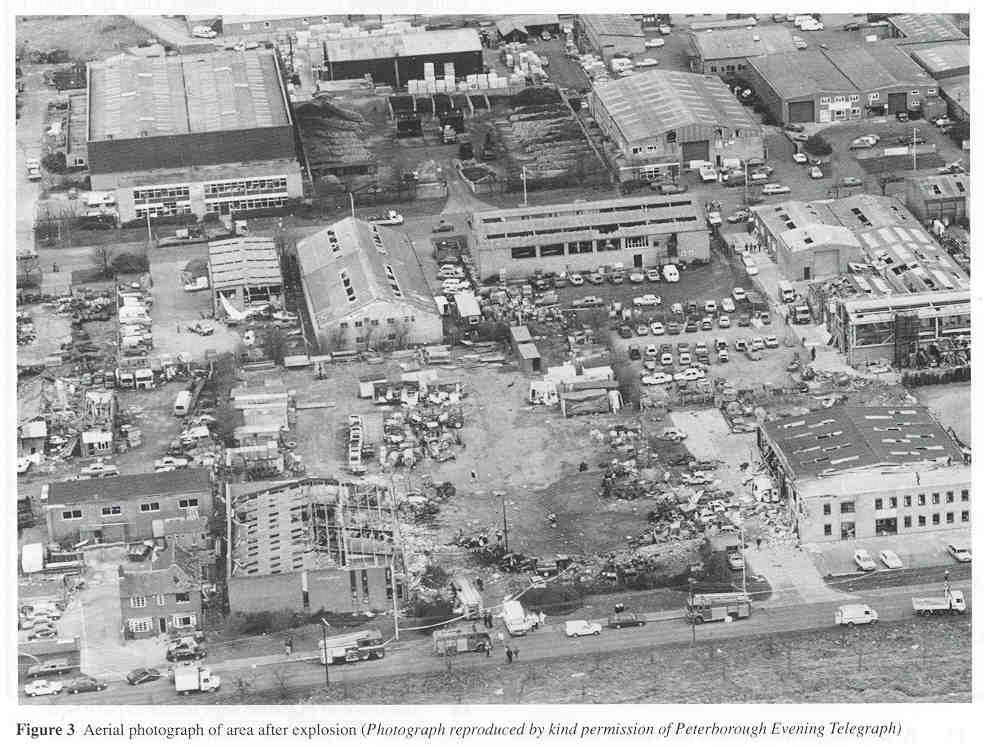 Figure 3 Aerial photograph of area after explosion (Photograph reproduced by kind permission of Peterborough Evening Telegraph)